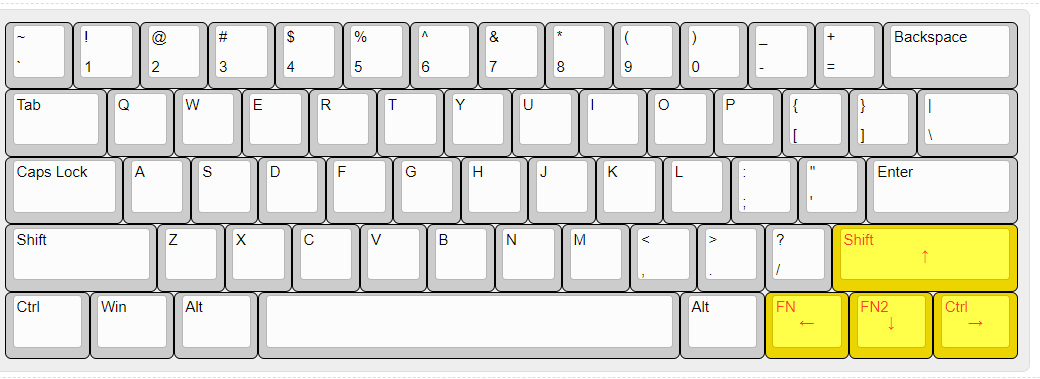 ~ ! @ # $ % ^ & * ( ) _ + Backspace
` 1 2 3 4 5 6 7 8 9 0 - =
Tab Q W E R T Y U I O P { } |
[ ] \
Caps Lock A S D F G H J K L : " Enter
; '
Shift Z X C V B N M < > ? Shift
, . / ↑
Ctrl Win Alt Alt FN FN2 Ctrl
← ↓ →